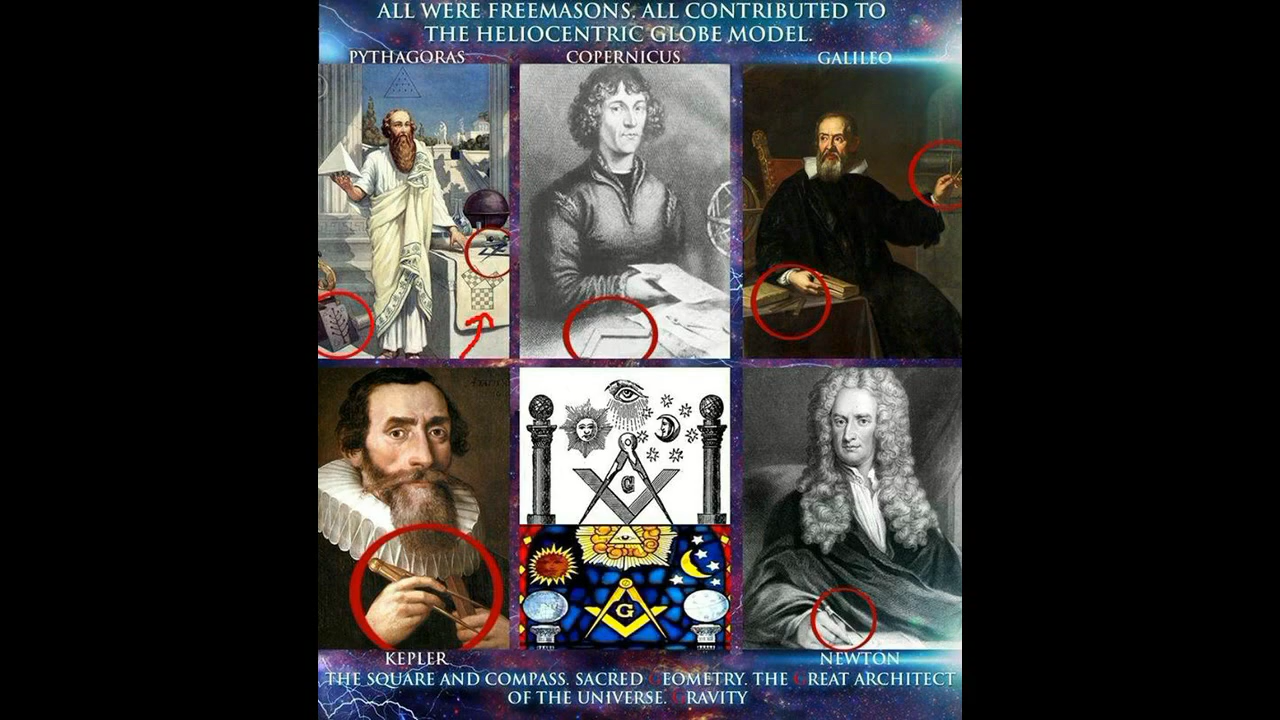 ALL WERE FREEMASONS. ALL CONTRIBUTED TO
THE HELIOCENTRIC GLOBE MODEL.
PYTHAGORAS
COPERNICUS
GALILEO
G
G
KEPLER
NEWTON
THE SQUARE AND COMPASS. SACRED GEOMETRY. THE GREAT ARCHITECT
OF THE UNIVERSE. GRAVITY